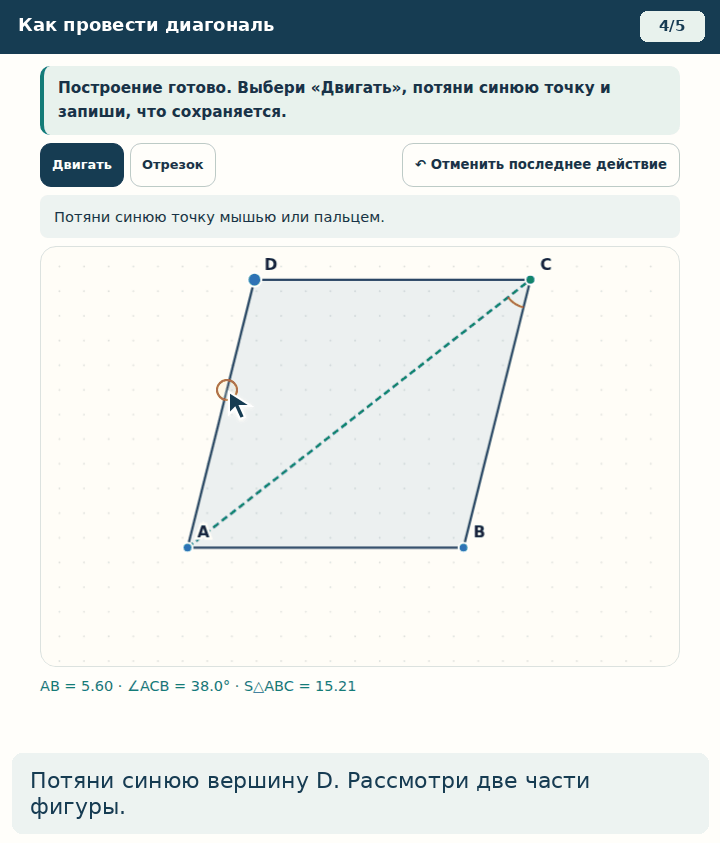 Как провести диагональ
4/5
Построение готово. Выбери «Двигать», потяни синюю точку и
запиши, что сохраняется.
Двигать
Отрезок
↶ Отменить последнее действие
Потяни синюю точку мышью или пальцем.
D
C
A
B
AB = 5.60 · ∠ACB = 38.0° · S△ABC = 15.21
Потяни синюю вершину D. Рассмотри две части
фигуры.